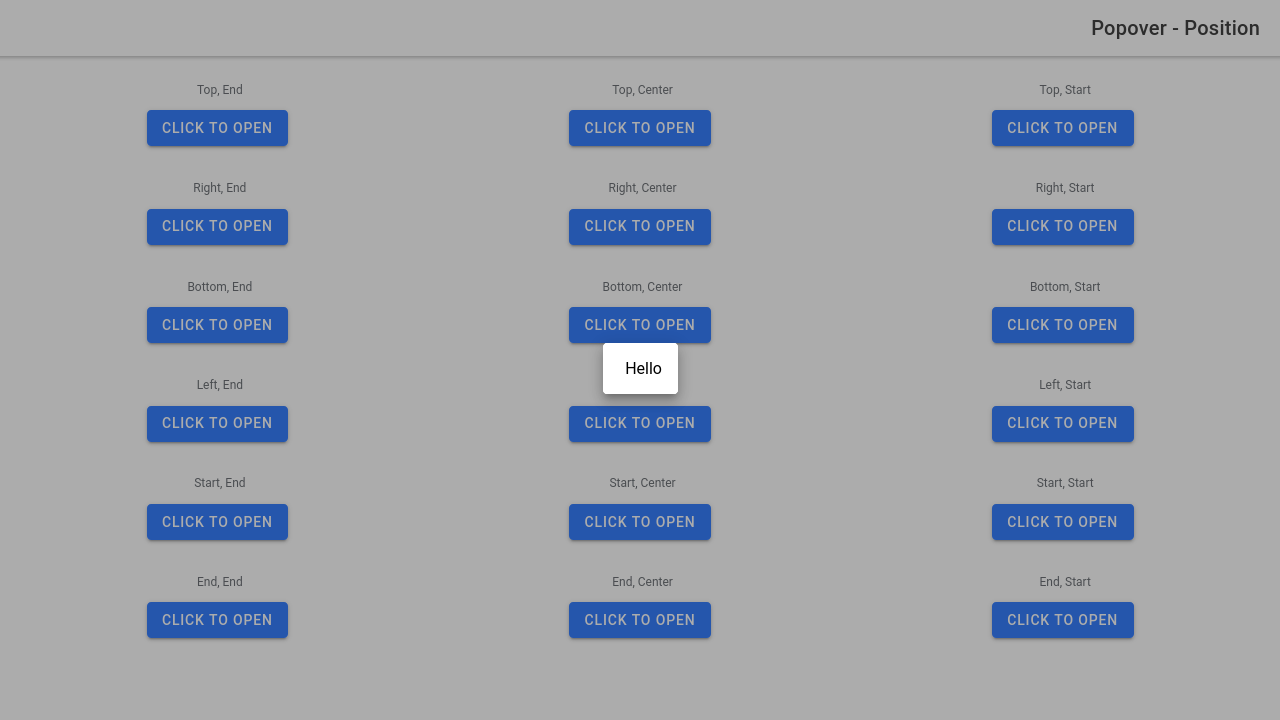 Popover - Position
Top, End
Top, Center
Top, Start
CLICK TO OPEN
CLICK TO OPEN
CLICK TO OPEN
Right, End
Right, Center
Right, Start
CLICK TO OPEN
CLICK TO OPEN
CLICK TO OPEN
Bottom, End
Bottom, Center
Bottom, Start
CLICK TO OPEN
CLICK TO OPEN
CLICK TO OPEN
Hello
Left, End
Left, Start
CLICK TO OPEN
CLICK TO OPEN
CLICK TO OPEN
Start, End
Start, Center
Start, Start
CLICK TO OPEN
CLICK TO OPEN
CLICK TO OPEN
End, End
End, Center
End, Start
CLICK TO OPEN
CLICK TO OPEN
CLICK TO OPEN